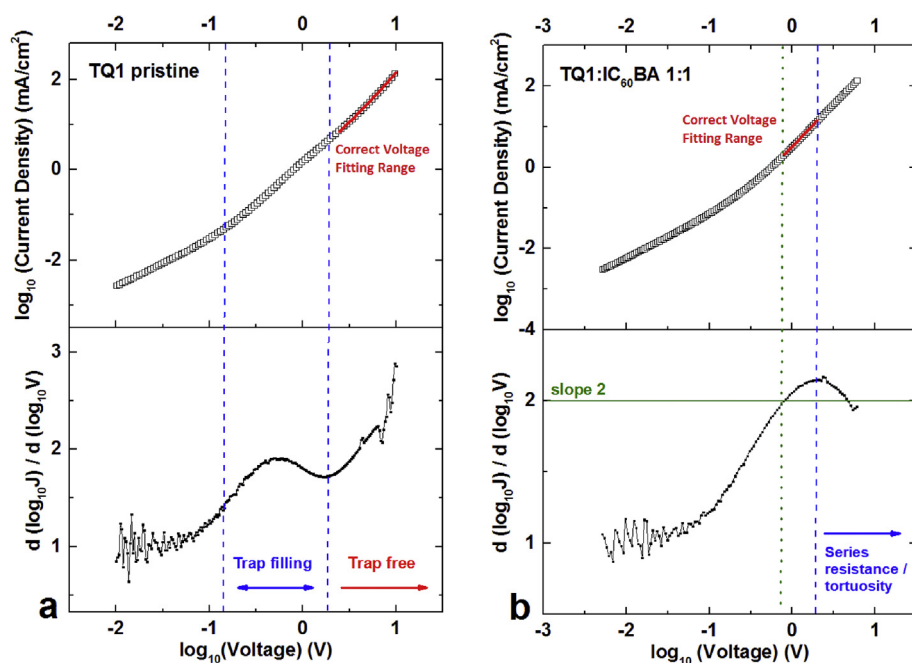 a
-2 -1 0 1
TQ1 pristine
log10 (Current Density) (mA/cm2)
2
0
-2
Correct Voltage
Fitting Range
d (log10J) / d (log10V)
3
2
1
Trap filling
Trap free
-2 -1 0 1
log10(Voltage) (V)
b
-3 -2 -1 0 1
TQ1:IC60BA 1:1
log10 (Current Density) (mA/cm2)
2
0
-2
-4
Correct Voltage
Fitting Range
d (log10J) / d (log10V)
slope 2
2
1
Series
resistance /
tortuosity
-3 -2 -1 0 1
log10(Voltage) (V)